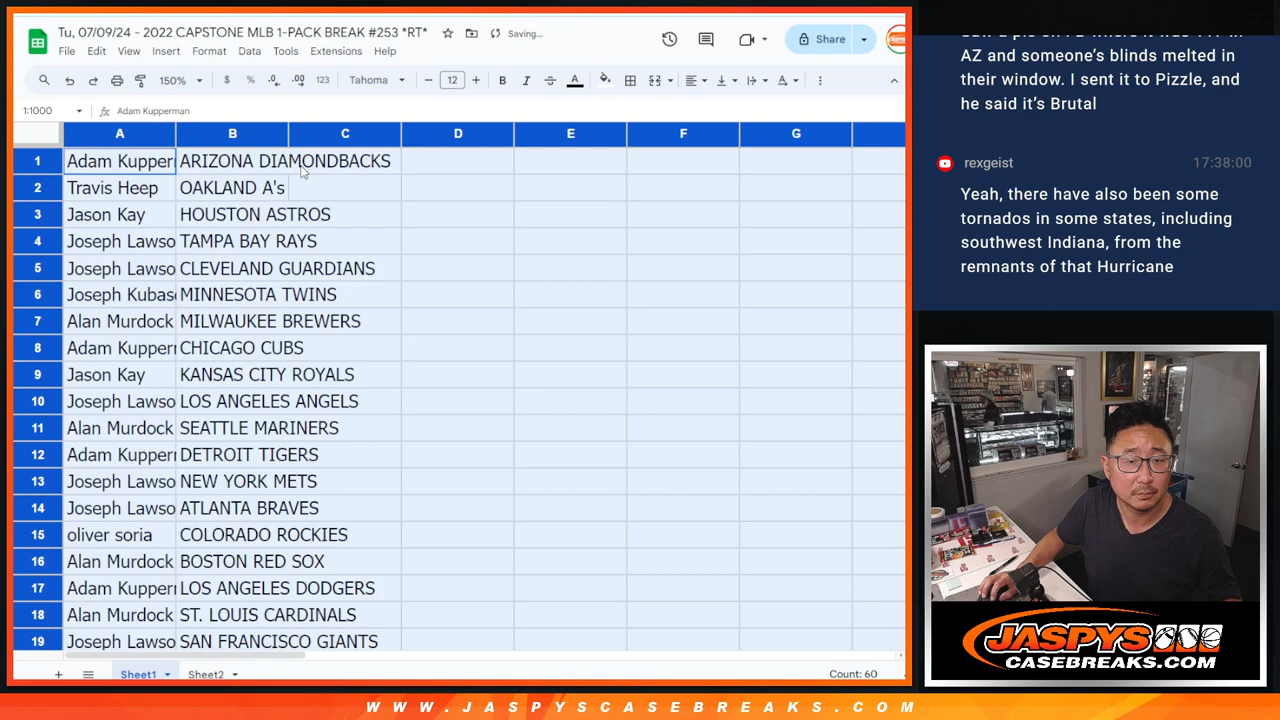 Tu, 07/09/24 - 2022 CAPSTONE MLB 1-PACK BREAK #253 *RT*
Saving...
File Edit View Insert Format Data Tools Extensions Help
Share
150% $ % .0 .00 123 Tahoma 12 B I A
1:1000 fx Adam Kupperman
A B C D E F G
1 Adam Kupper ARIZONA DIAMONDBACKS
2 Travis Heep OAKLAND A's
3 Jason Kay HOUSTON ASTROS
4 Joseph Lawso TAMPA BAY RAYS
5 Joseph Lawso CLEVELAND GUARDIANS
6 Joseph Kubas MINNESOTA TWINS
7 Alan Murdock MILWAUKEE BREWERS
8 Adam Kupper CHICAGO CUBS
9 Jason Kay KANSAS CITY ROYALS
10 Joseph Lawso LOS ANGELES ANGELS
11 Alan Murdock SEATTLE MARINERS
12 Adam Kupper DETROIT TIGERS
13 Joseph Lawso NEW YORK METS
14 Joseph Lawso ATLANTA BRAVES
15 oliver soria COLORADO ROCKIES
16 Alan Murdock BOSTON RED SOX
17 Adam Kupper LOS ANGELES DODGERS
18 Alan Murdock ST. LOUIS CARDINALS
19 Joseph Lawso SAN FRANCISCO GIANTS
Sheet1 Sheet2 Count: 60
AZ and someone's blinds melted in
their window. I sent it to Pizzle, and
he said it's Brutal
rexgeist 17:38:00
Yeah, there have also been some
tornados in some states, including
southwest Indiana, from the
remnants of that Hurricane
JASPYS
CASEBREAKS.COM
WWW.JASPYSCASEBREAKS.COM